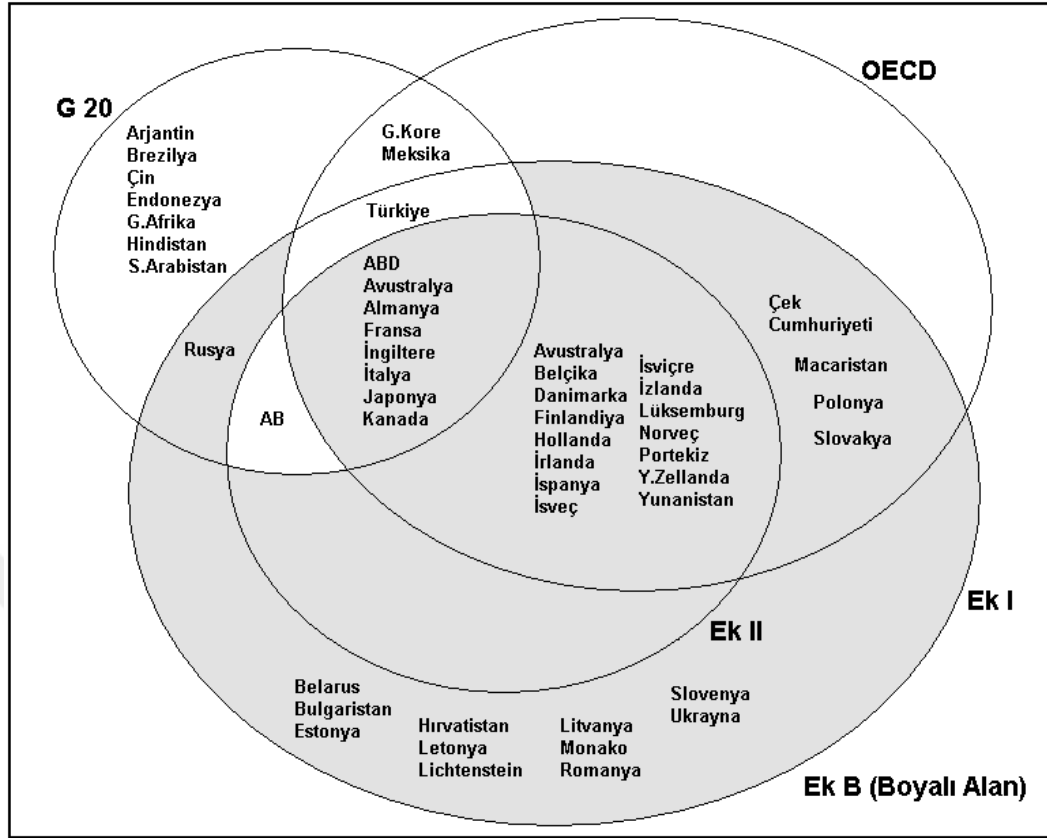 OECD
G 20
Arjantin
Brezilya
Çin
Endonezya
G.Afrika
Hindistan
S.Arabistan
G.Kore
Meksika
Türkiye
ABD
Avustralya
Almanya
Fransa
İngiltere
İtalya
Japonya
Kanada
Rusya
AB
Avustralya
Belçika
Danimarka
Finlandiya
Hollanda
İrlanda
İspanya
İsveç
İsviçre
İzlanda
Lüksemburg
Norveç
Portekiz
Y.Zellanda
Yunanistan
Çek
Cumhuriyeti
Macaristan
Polonya
Slovakya
Ek I
Ek II
Belarus
Bulgaristan
Estonya
Hırvatistan
Letonya
Lichtenstein
Litvanya
Monako
Romanya
Slovenya
Ukrayna
Ek B (Boyalı Alan)